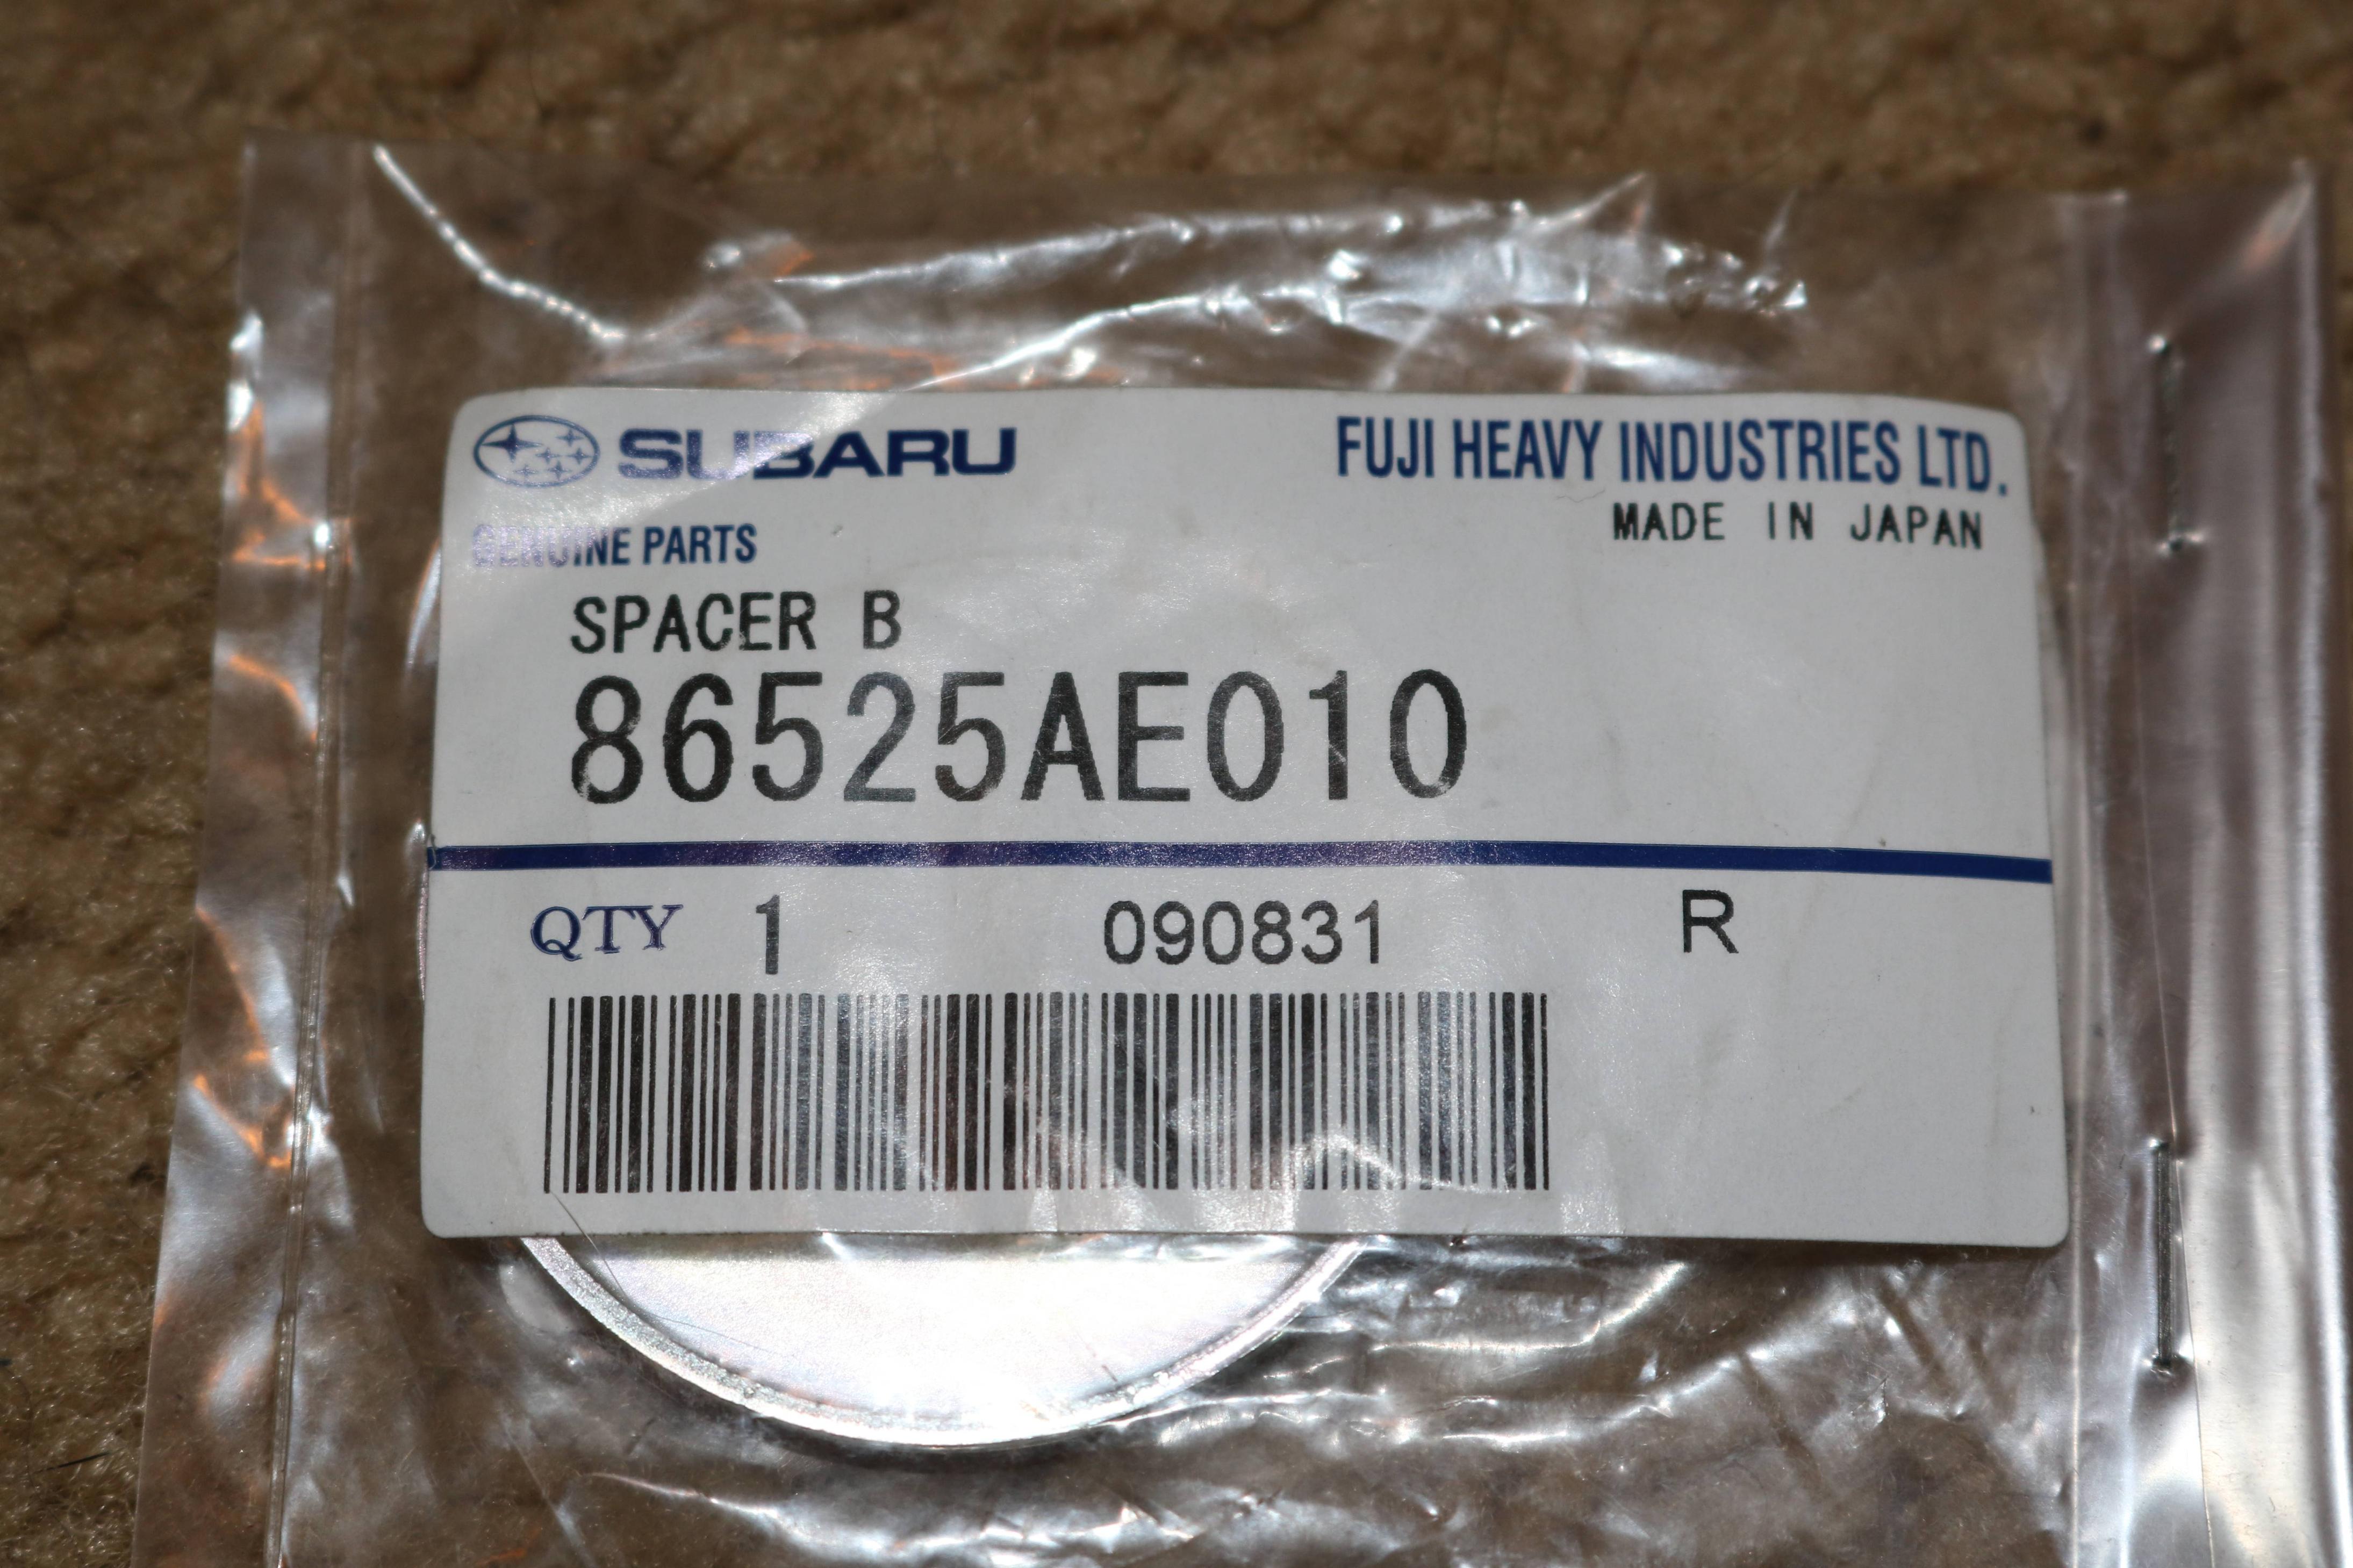 SUBARU FUJI HEAVY INDUSTRIES LTD.
MADE IN JAPAN
GENUINE PARTS
SPACER B
86525AE010
QTY 1 090831 R